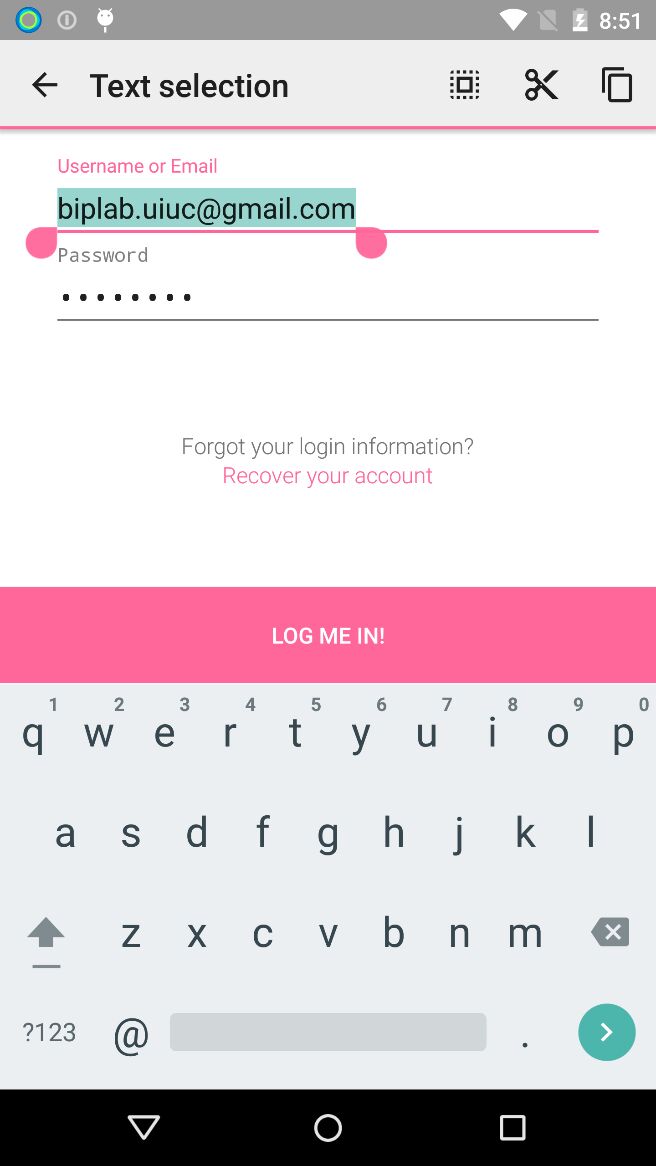 8:51
Text selection
Username or Email
biplab.uiuc@gmail.com
Password
Forgot your login information?
Recover your account
LOG ME IN!
1 2 3 4 5 6 7 8 9 0
q w e r t y u i o p
a s d f g h j k l
z x c v b n m
?123 @ .